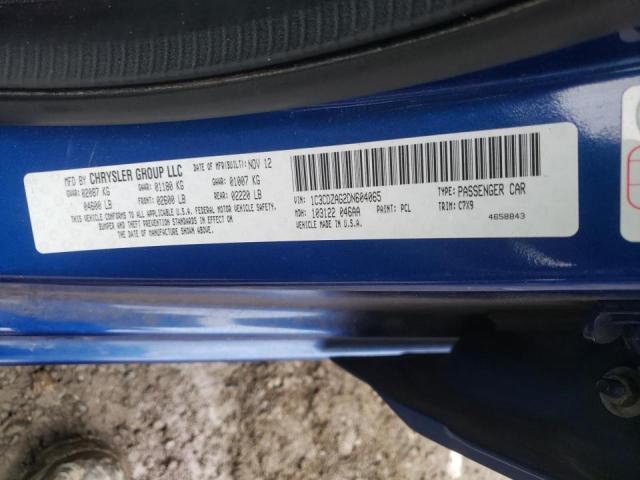 MFD BY CHRYSLER GROUP LLC DATE OF MFR(BUILT): NOV 12
GVWR: 02087 KG GAWR: 01180 KG GAWR: 01007 KG
04600 LB FRONT: 02600 LB REAR: 02220 LB
THIS VEHICLE CONFORMS TO ALL APPLICABLE U.S.A. FEDERAL MOTOR VEHICLE SAFETY,
BUMPER AND THEFT PREVENTION STANDARDS IN EFFECT ON
THE DATE OF MANUFACTURE SHOWN ABOVE.
VIN: 1C3CDZAG2DN604065 TYPE: PASSENGER CAR
MDH: 103122 046AA PAINT: PCL TRIM: C7X9
VEHICLE MADE IN U.S.A. 4658843